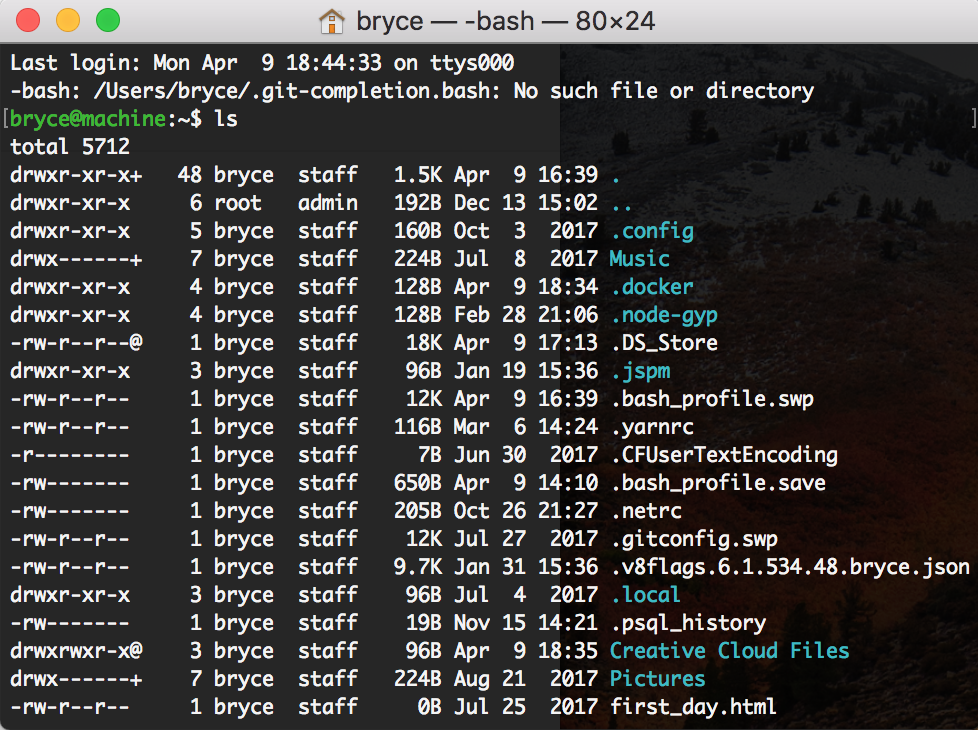 bryce — -bash — 80×24
Last login: Mon Apr  9 18:44:33 on ttys000
-bash: /Users/bryce/.git-completion.bash: No such file or directory
[bryce@machine:~$ ls ]
total 5712
drwxr-xr-x+   48 bryce  staff   1.5K Apr  9 16:39 .
drwxr-xr-x     6 root   admin   192B Dec 13 15:02 ..
drwxr-xr-x     5 bryce  staff   160B Oct  3  2017 .config
drwx------+    7 bryce  staff   224B Jul  8  2017 Music
drwxr-xr-x     4 bryce  staff   128B Apr  9 18:34 .docker
drwxr-xr-x     4 bryce  staff   128B Feb 28 21:06 .node-gyp
-rw-r--r--@    1 bryce  staff    18K Apr  9 17:13 .DS_Store
drwxr-xr-x     3 bryce  staff    96B Jan 19 15:36 .jspm
-rw-r--r--     1 bryce  staff    12K Apr  9 16:39 .bash_profile.swp
-rw-r--r--     1 bryce  staff   116B Mar  6 14:24 .yarnrc
-r--------     1 bryce  staff     7B Jun 30  2017 .CFUserTextEncoding
-rw-------     1 bryce  staff   650B Apr  9 14:10 .bash_profile.save
-rw-------     1 bryce  staff   205B Oct 26 21:27 .netrc
-rw-r--r--     1 bryce  staff    12K Jul 27  2017 .gitconfig.swp
-rw-r--r--     1 bryce  staff   9.7K Jan 31 15:36 .v8flags.6.1.534.48.bryce.json
drwxr-xr-x     3 bryce  staff    96B Jul  4  2017 .local
-rw-------     1 bryce  staff    19B Nov 15 14:21 .psql_history
drwxrwxr-x@    3 bryce  staff    96B Apr  9 18:35 Creative Cloud Files
drwx------+    7 bryce  staff   224B Aug 21  2017 Pictures
-rw-r--r--     1 bryce  staff     0B Jul 25  2017 first_day.html